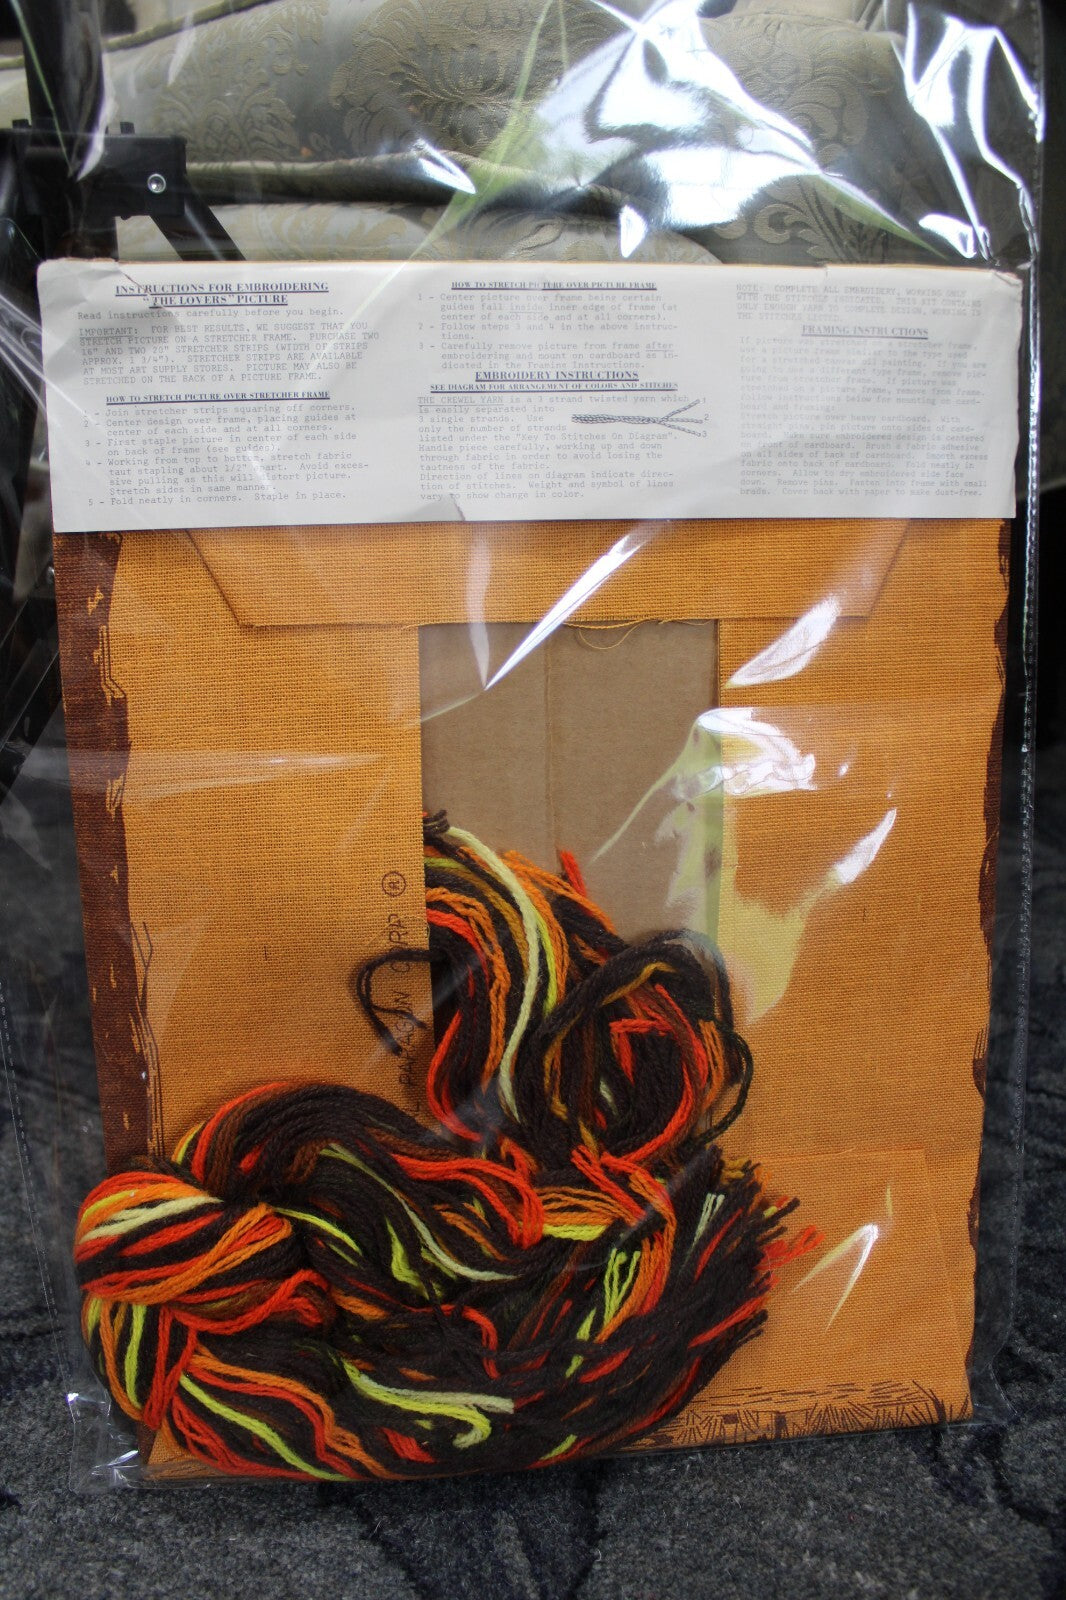 INSTRUCTIONS FOR EMBROIDERING
"THE LOVERS" PICTURE
Read instructions carefully before you begin.
IMPORTANT: FOR BEST RESULTS, WE SUGGEST THAT YOU
STRETCH PICTURE ON A STRETCHER FRAME. PURCHASE TWO
16" AND TWO 20" STRETCHER STRIPS (WIDTH OF STRIPS
APPROX. 1 3/4"). STRETCHER STRIPS ARE AVAILABLE
AT MOST ART SUPPLY STORES. PICTURE MAY ALSO BE
STRETCHED ON THE BACK OF A PICTURE FRAME.
HOW TO STRETCH PICTURE OVER STRETCHER FRAME
1 - Join stretcher strips squaring off corners.
2 - Center design over frame, placing guides at
center of each side and at all corners.
3 - First staple picture in center of each side
on back of frame (see guides).
4 - Working from top to bottom, stretch fabric
taut stapling about 1/2" apart. Avoid exces-
sive pulling as this will distort picture.
Stretch sides in same manner.
5 - Fold neatly in corners. Staple in place.
HOW TO STRETCH PICTURE OVER PICTURE FRAME
1 - Center picture over frame being certain
guides fall inside inner edge of frame (at
center of each side and at all corners).
2 - Follow steps 3 and 4 in the above instruc-
tions.
3 - Carefully remove picture from frame after
embroidering and mount on cardboard as in-
dicated in the Framing Instructions.
EMBROIDERY INSTRUCTIONS
SEE DIAGRAM FOR ARRANGEMENT OF COLORS AND STITCHES
THE CREWEL YARN is a 3 strand twisted yarn which
is easily separated into
3 single strands. Use
only the number of strands
listed under the "Key To Stitches On Diagram".
Handle piece carefully, working up and down
through fabric in order to avoid losing the
tautness of the fabric.
Direction of lines on diagram indicate direc-
tion of stitches. Weight and symbol of lines
vary to show change in color.
1
2
3
NOTE: COMPLETE ALL EMBROIDERY, WORKING ONLY
WITH THE STITCHES INDICATED. THIS KIT CONTAINS
ONLY ENOUGH YARN TO COMPLETE DESIGN, WORKING IN
THE STITCHES LISTED.
FRAMING INSTRUCTIONS
If picture was stretched on a stretcher frame,
use a picture frame similar to the type used
for a painter's
ture from stretcher frame. If picture was
stretched on a picture frame, remove from frame.
instructions below for mounting on card-
board and framing:
picture over heavy cardboard. With
straight pins pin picture onto sides of card-
board. Make sure embroidered design is centered
on front of cardboard. Brush fabric adhesive
on all sides of back of cardboard. Smooth excess
fabric onto back of cardboard. Fold neatly in
corners. Allow to dry embroidered side face
down. Remove pins. Fasten into frame with small
brads. Cover back with paper to make dust-free.
PARAGON CORP ®